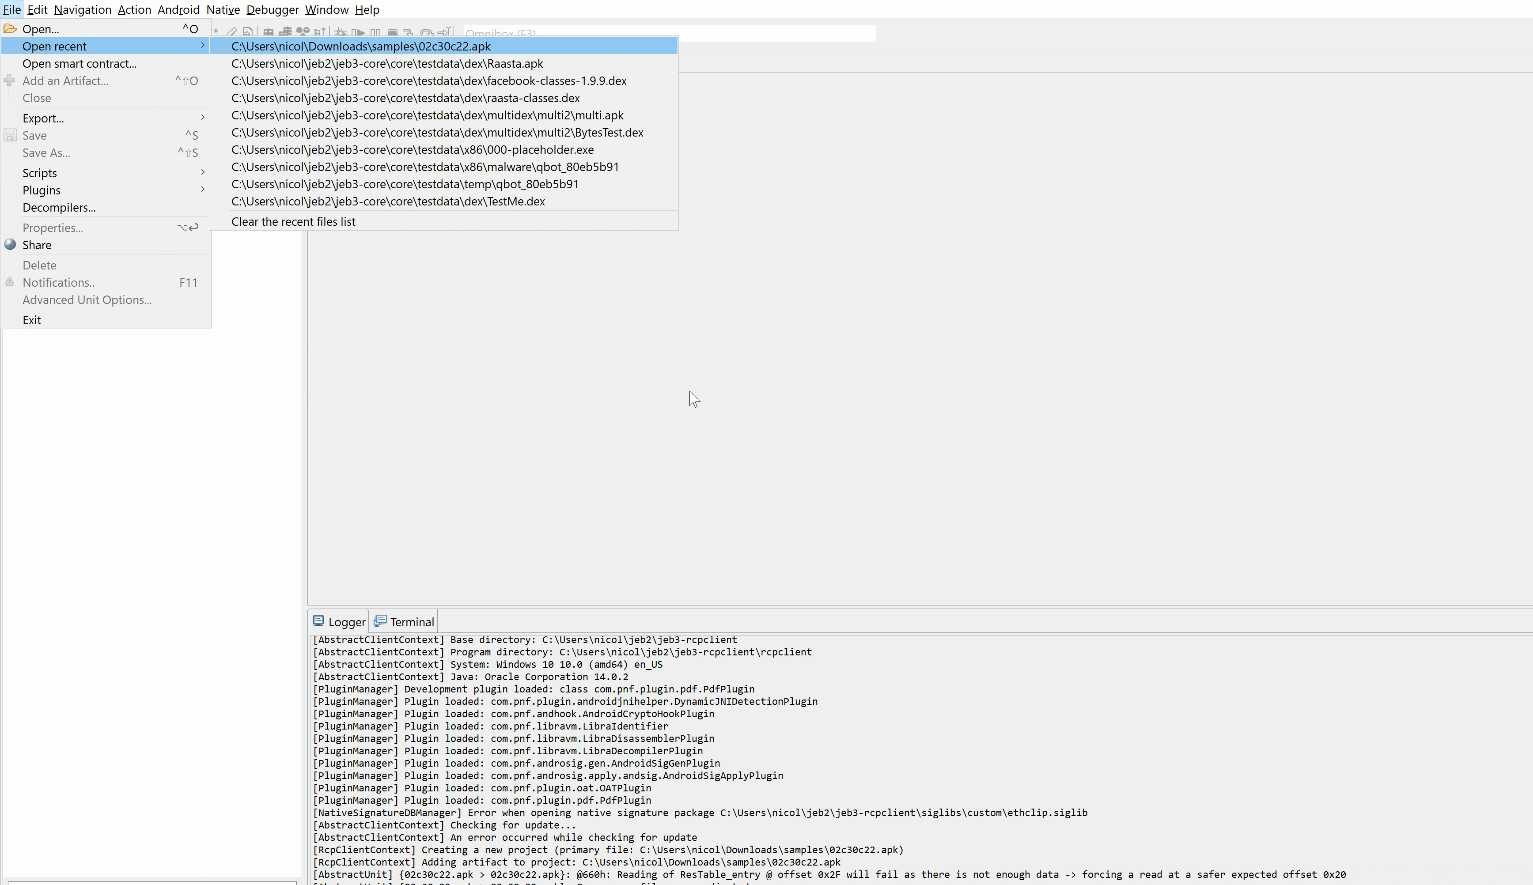 File Edit Navigation Action Android Native Debugger Window Help
Open... ^O
Omnibox (F3)
Open recent >
C:\Users\nicol\Downloads\samples\02c30c22.apk
Open smart contract...
C:\Users\nicol\jeb2\jeb3-core\core\testdata\dex\Raasta.apk
Add an Artifact... ^⇧O
C:\Users\nicol\jeb2\jeb3-core\core\testdata\dex\facebook-classes-1.9.9.dex
Close
C:\Users\nicol\jeb2\jeb3-core\core\testdata\dex\raasta-classes.dex
Export... >
C:\Users\nicol\jeb2\jeb3-core\core\testdata\dex\multidex\multi2\multi.apk
Save ^S
C:\Users\nicol\jeb2\jeb3-core\core\testdata\dex\multidex\multi2\BytesTest.dex
Save As... ^⇧S
C:\Users\nicol\jeb2\jeb3-core\core\testdata\x86\000-placeholder.exe
Scripts >
C:\Users\nicol\jeb2\jeb3-core\core\testdata\x86\malware\qbot_80eb5b91
Plugins >
C:\Users\nicol\jeb2\jeb3-core\core\testdata\temp\qbot_80eb5b91
Decompilers...
C:\Users\nicol\jeb2\jeb3-core\core\testdata\dex\TestMe.dex
Properties... ⌥↩
Clear the recent files list
Share
Delete
Notifications.. F11
Advanced Unit Options...
Exit
Logger Terminal
[AbstractClientContext] Base directory: C:\Users\nicol\jeb2\jeb3-rcpclient
[AbstractClientContext] Program directory: C:\Users\nicol\jeb2\jeb3-rcpclient\rcpclient
[AbstractClientContext] System: Windows 10 10.0 (amd64) en_US
[AbstractClientContext] Java: Oracle Corporation 14.0.2
[PluginManager] Development plugin loaded: class com.pnf.plugin.pdf.PdfPlugin
[PluginManager] Plugin loaded: com.pnf.plugin.androidjnihelper.DynamicJNIDetectionPlugin
[PluginManager] Plugin loaded: com.pnf.andhook.AndroidCryptoHookPlugin
[PluginManager] Plugin loaded: com.pnf.libravm.LibraIdentifier
[PluginManager] Plugin loaded: com.pnf.libravm.LibraDisassemblerPlugin
[PluginManager] Plugin loaded: com.pnf.libravm.LibraDecompilerPlugin
[PluginManager] Plugin loaded: com.pnf.androsig.gen.AndroidSigGenPlugin
[PluginManager] Plugin loaded: com.pnf.androsig.apply.andsig.AndroidSigApplyPlugin
[PluginManager] Plugin loaded: com.pnf.plugin.oat.OATPlugin
[PluginManager] Plugin loaded: com.pnf.plugin.pdf.PdfPlugin
[NativeSignatureDBManager] Error when opening native signature package C:\Users\nicol\jeb2\jeb3-rcpclient\siglibs\custom\ethclip.siglib
[AbstractClientContext] Checking for update...
[AbstractClientContext] An error occurred while checking for update
[RcpClientContext] Creating a new project (primary file: C:\Users\nicol\Downloads\samples\02c30c22.apk)
[RcpClientContext] Adding artifact to project: C:\Users\nicol\Downloads\samples\02c30c22.apk
[AbstractUnit] {02c30c22.apk > 02c30c22.apk}: @660h: Reading of ResTable_entry @ offset 0x2F will fail as there is not enough data -> forcing a read at a safer expected offset 0x20